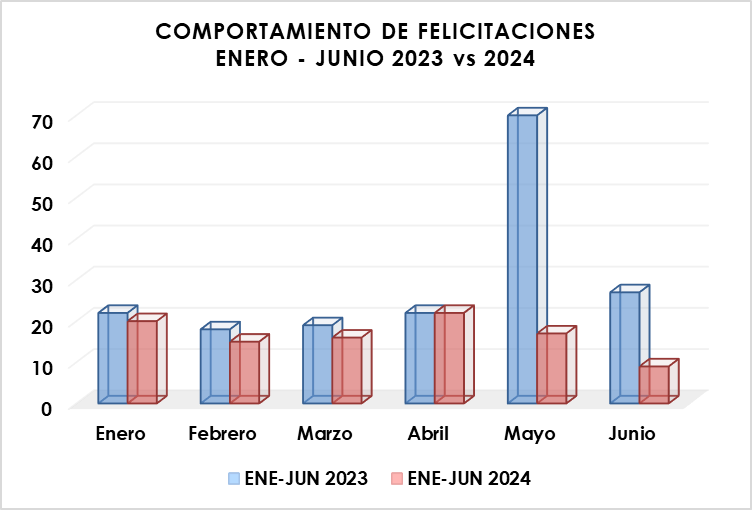 COMPORTAMIENTO DE FELICITACIONES
ENERO - JUNIO 2023 vs 2024
70
60
50
40
30
20
10
0
Enero Febrero Marzo Abril Mayo Junio
ENE-JUN 2023 ENE-JUN 2024